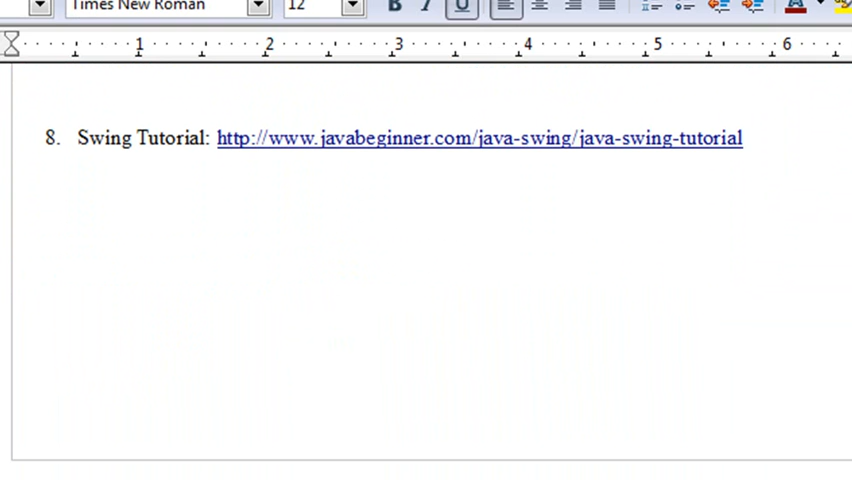 Times New Roman 12 B I U
1 2 3 4 5 6
8. Swing Tutorial: http://www.javabeginner.com/java-swing/java-swing-tutorial